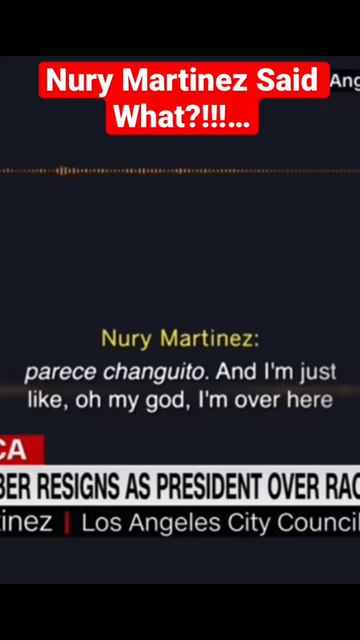 Nury Martinez Said
What?!!!...
Ang
Nury Martinez:
parece changuito. And I'm just
like, oh my god, I'm over here
CA
BER RESIGNS AS PRESIDENT OVER RAC
inez | Los Angeles City Council